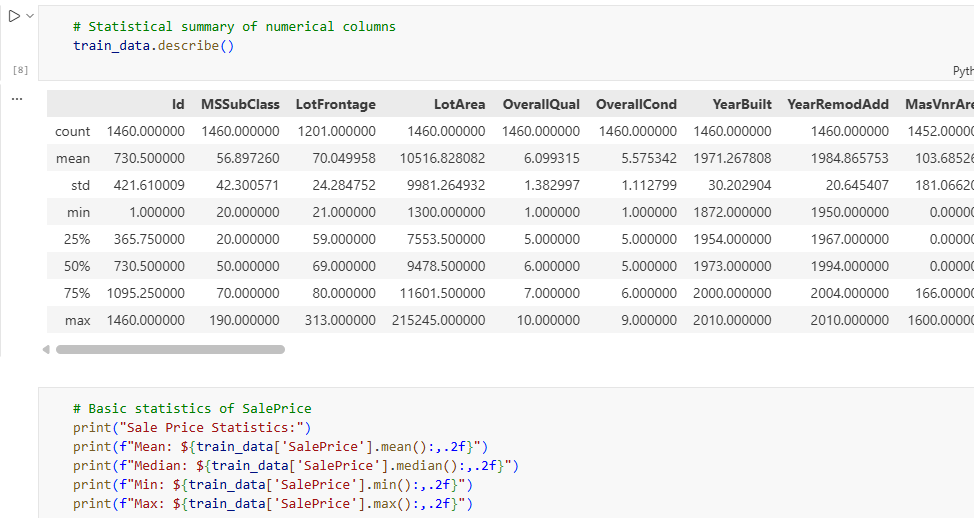 # Statistical summary of numerical columns
train_data.describe()
[8]
Pyth
...
Id MSSubClass LotFrontage LotArea OverallQual OverallCond YearBuilt YearRemodAdd MasVnrAre
count 1460.000000 1460.000000 1201.000000 1460.000000 1460.000000 1460.000000 1460.000000 1460.000000 1452.00000
mean 730.500000 56.897260 70.049958 10516.828082 6.099315 5.575342 1971.267808 1984.865753 103.68526
std 421.610009 42.300571 24.284752 9981.264932 1.382997 1.112799 30.202904 20.645407 181.06620
min 1.000000 20.000000 21.000000 1300.000000 1.000000 1.000000 1872.000000 1950.000000 0.00000
25% 365.750000 20.000000 59.000000 7553.500000 5.000000 5.000000 1954.000000 1967.000000 0.00000
50% 730.500000 50.000000 69.000000 9478.500000 6.000000 5.000000 1973.000000 1994.000000 0.00000
75% 1095.250000 70.000000 80.000000 11601.500000 7.000000 6.000000 2000.000000 2004.000000 166.00000
max 1460.000000 190.000000 313.000000 215245.000000 10.000000 9.000000 2010.000000 2010.000000 1600.00000
# Basic statistics of SalePrice
print("Sale Price Statistics:")
print(f"Mean: ${train_data['SalePrice'].mean():,.2f}")
print(f"Median: ${train_data['SalePrice'].median():,.2f}")
print(f"Min: ${train_data['SalePrice'].min():,.2f}")
print(f"Max: ${train_data['SalePrice'].max():,.2f}")